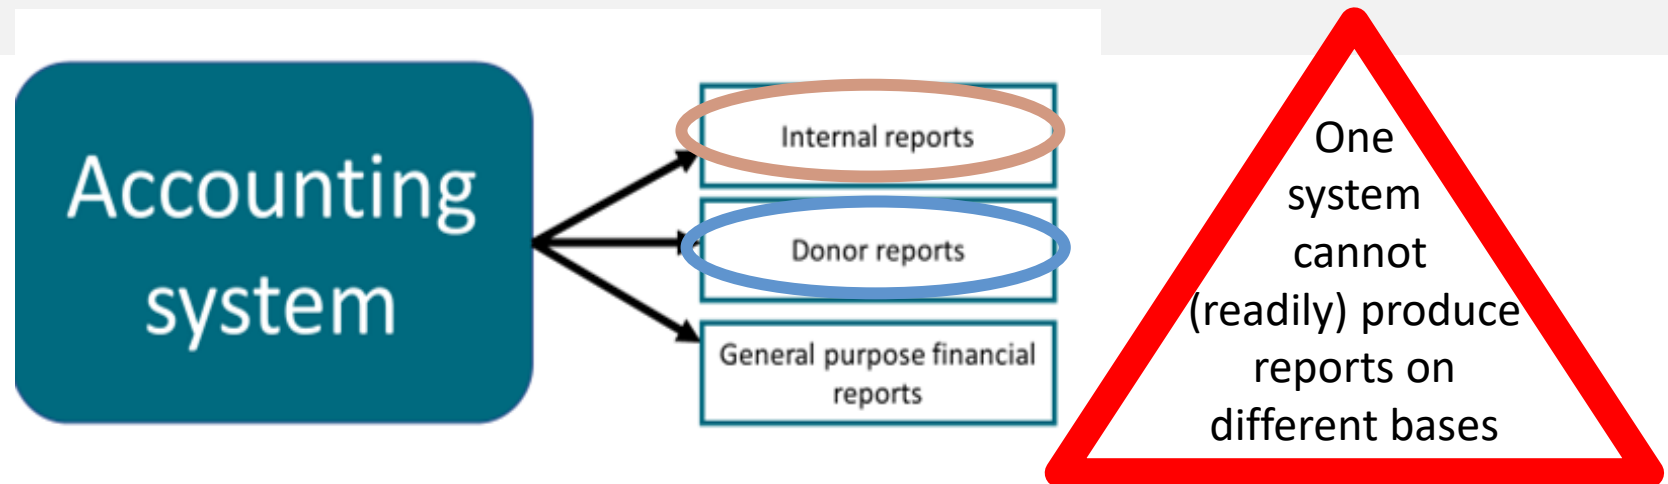 Accounting
system
Internal reports
Donor reports
General purpose financial
reports
One
system
cannot
(readily) produce
reports on
different bases